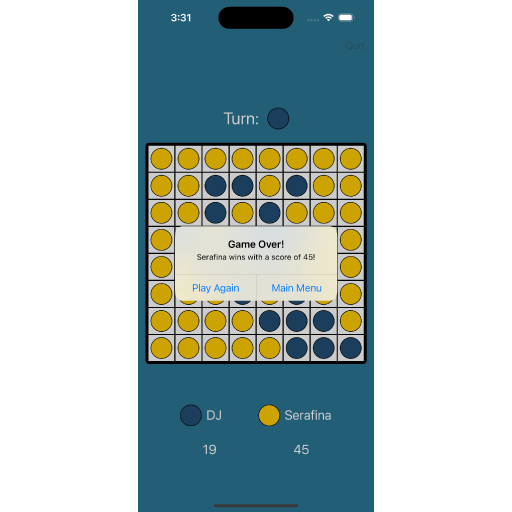 3:31
Quit
Turn:
Game Over!
Serafina wins with a score of 45!
Play Again
Main Menu
DJ
Serafina
19
45